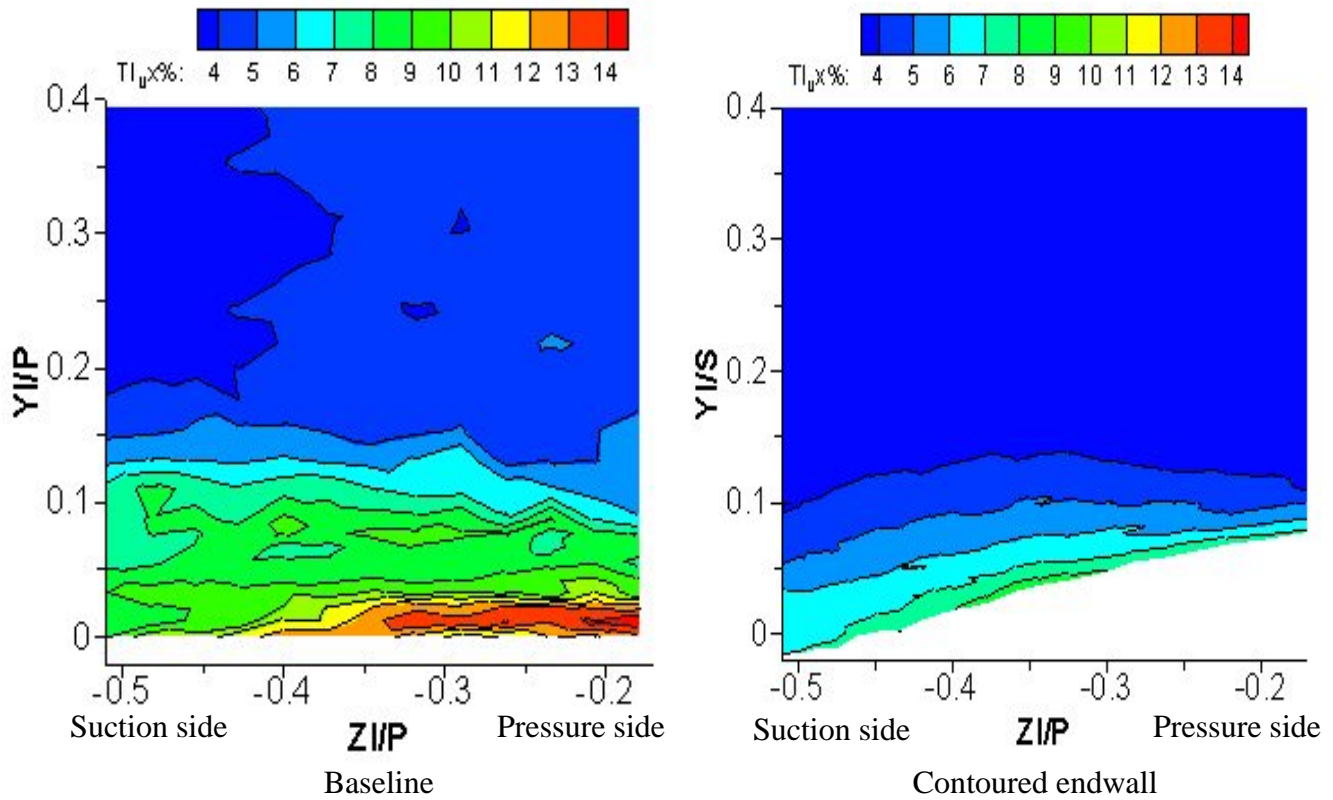 TIᵤx%: 4 5 6 7 8 9 10 11 12 13 14
0.4
0.3
0.2
0.1
0
YI/P
-0.5 -0.4 -0.3 -0.2
Suction side ZI/P Pressure side
Baseline
TIᵤx%: 4 5 6 7 8 9 10 11 12 13 14
0.4
0.3
0.2
0.1
0
YI/S
-0.5 -0.4 -0.3 -0.2
Suction side ZI/P Pressure side
Contoured endwall